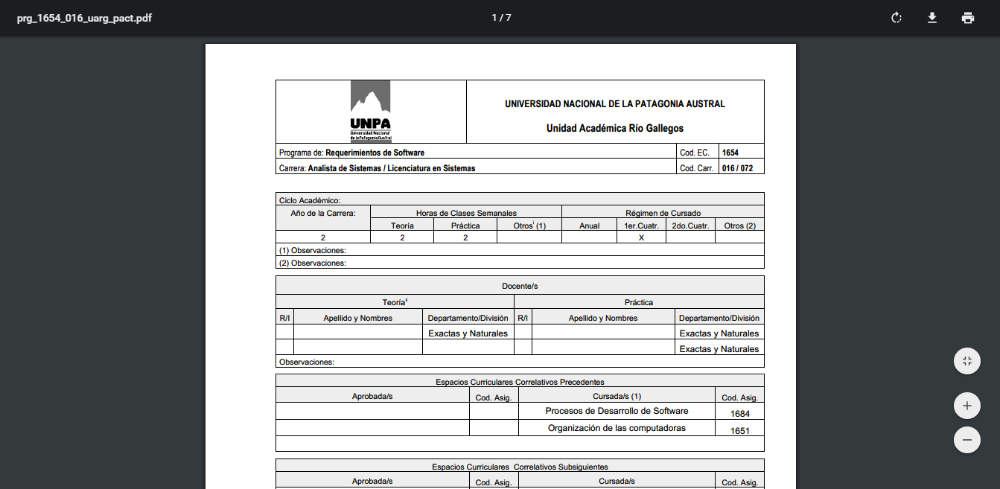 prg_1654_016_uarg_pact.pdf 1 / 7
UNPA
Universidad Nacional
de la Patagonia Austral
UNIVERSIDAD NACIONAL DE LA PATAGONIA AUSTRAL
Unidad Académica Río Gallegos
Programa de: Requerimientos de Software Cod. EC. 1654
Carrera: Analista de Sistemas / Licenciatura en Sistemas Cod. Carr. 016 / 072
Ciclo Académico:
Año de la Carrera: Horas de Clases Semanales Régimen de Cursado
Teoría Práctica Otrosⁱ (1) Anual 1er.Cuatr. 2do.Cuatr. Otros (2)
2 2 2 X
(1) Observaciones:
(2) Observaciones:
Docente/s
Teoríaⁱⁱ Práctica
R/I Apellido y Nombres Departamento/División R/I Apellido y Nombres Departamento/División
Exactas y Naturales Exactas y Naturales
Exactas y Naturales
Observaciones:
Espacios Curriculares Correlativos Precedentes
Aprobada/s Cod. Asig. Cursada/s (1) Cod. Asig.
Procesos de Desarrollo de Software 1684
Organización de las computadoras 1651
Espacios Curriculares Correlativos Subsiguientes
Aprobada/s Cod. Asig. Cursada/s Cod. Asig.